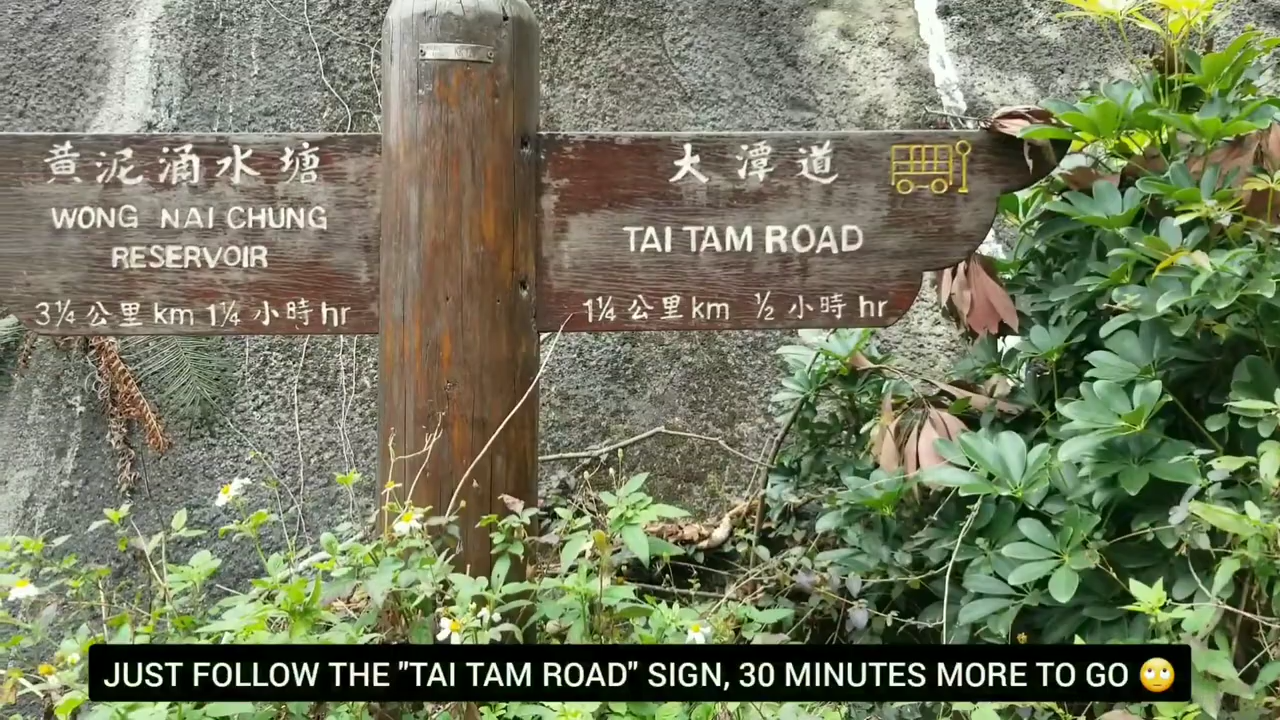 黄泥涌水塘
WONG NAI CHUNG
RESERVOIR
3¼ 公里 km 1¼ 小時 hr
大潭道
TAI TAM ROAD
1¼ 公里 km ½ 小時 hr
JUST FOLLOW THE "TAI TAM ROAD" SIGN, 30 MINUTES MORE TO GO 🙄